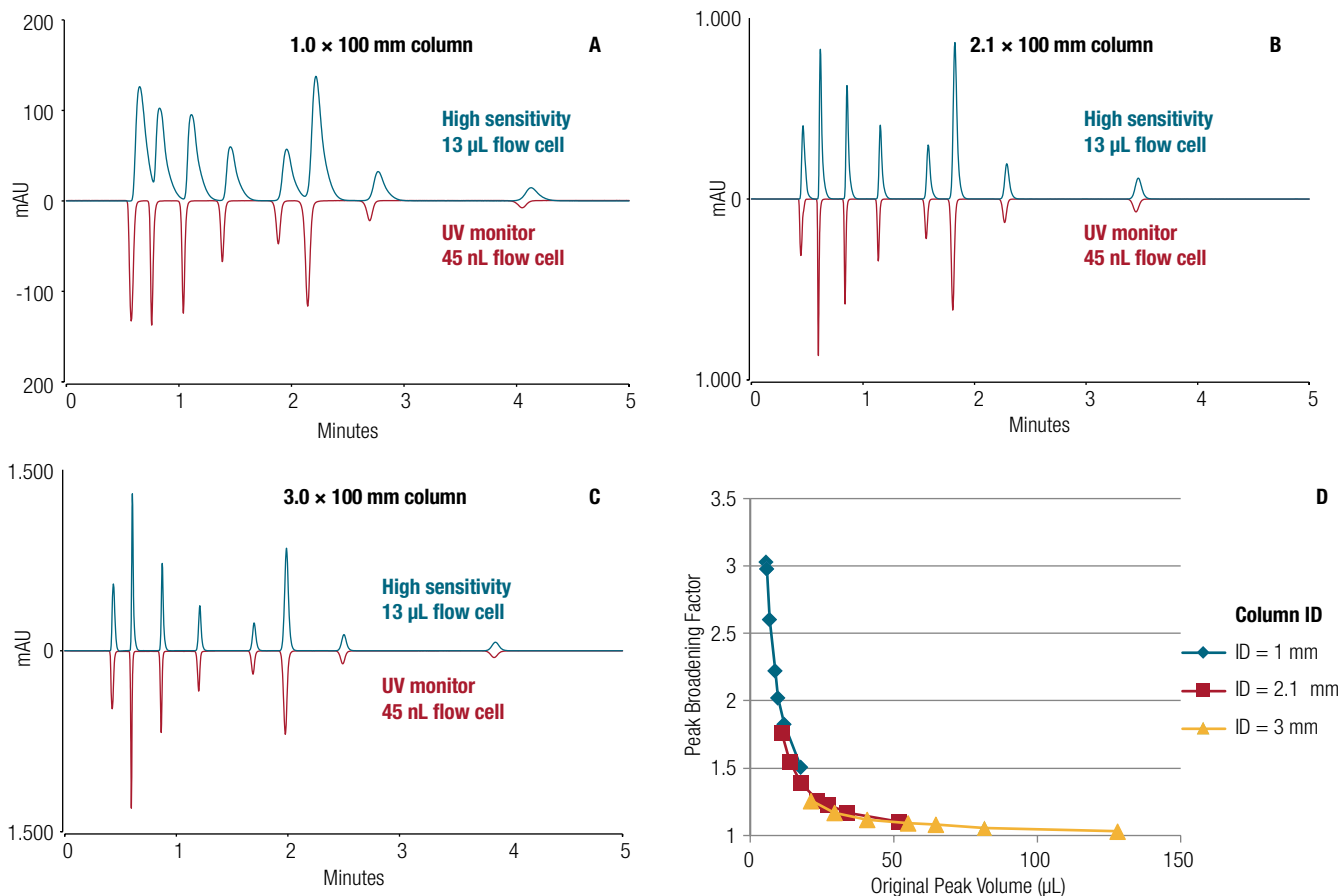 200
100
0
-100
200
mAU
1.0 × 100 mm column
A
High sensitivity
13 µL flow cell
UV monitor
45 nL flow cell
0 1 2 3 4 5
Minutes
1.000
0
1.000
mAU
2.1 × 100 mm column
B
High sensitivity
13 µL flow cell
UV monitor
45 nL flow cell
0 1 2 3 4 5
Minutes
1.500
0
1.500
mAU
3.0 × 100 mm column
C
High sensitivity
13 µL flow cell
UV monitor
45 nL flow cell
0 1 2 3 4 5
Minutes
3.5
3
2.5
2
1.5
1
Peak Broadening Factor
D
Column ID
ID = 1 mm
ID = 2.1 mm
ID = 3 mm
0 50 100 150
Original Peak Volume (µL)